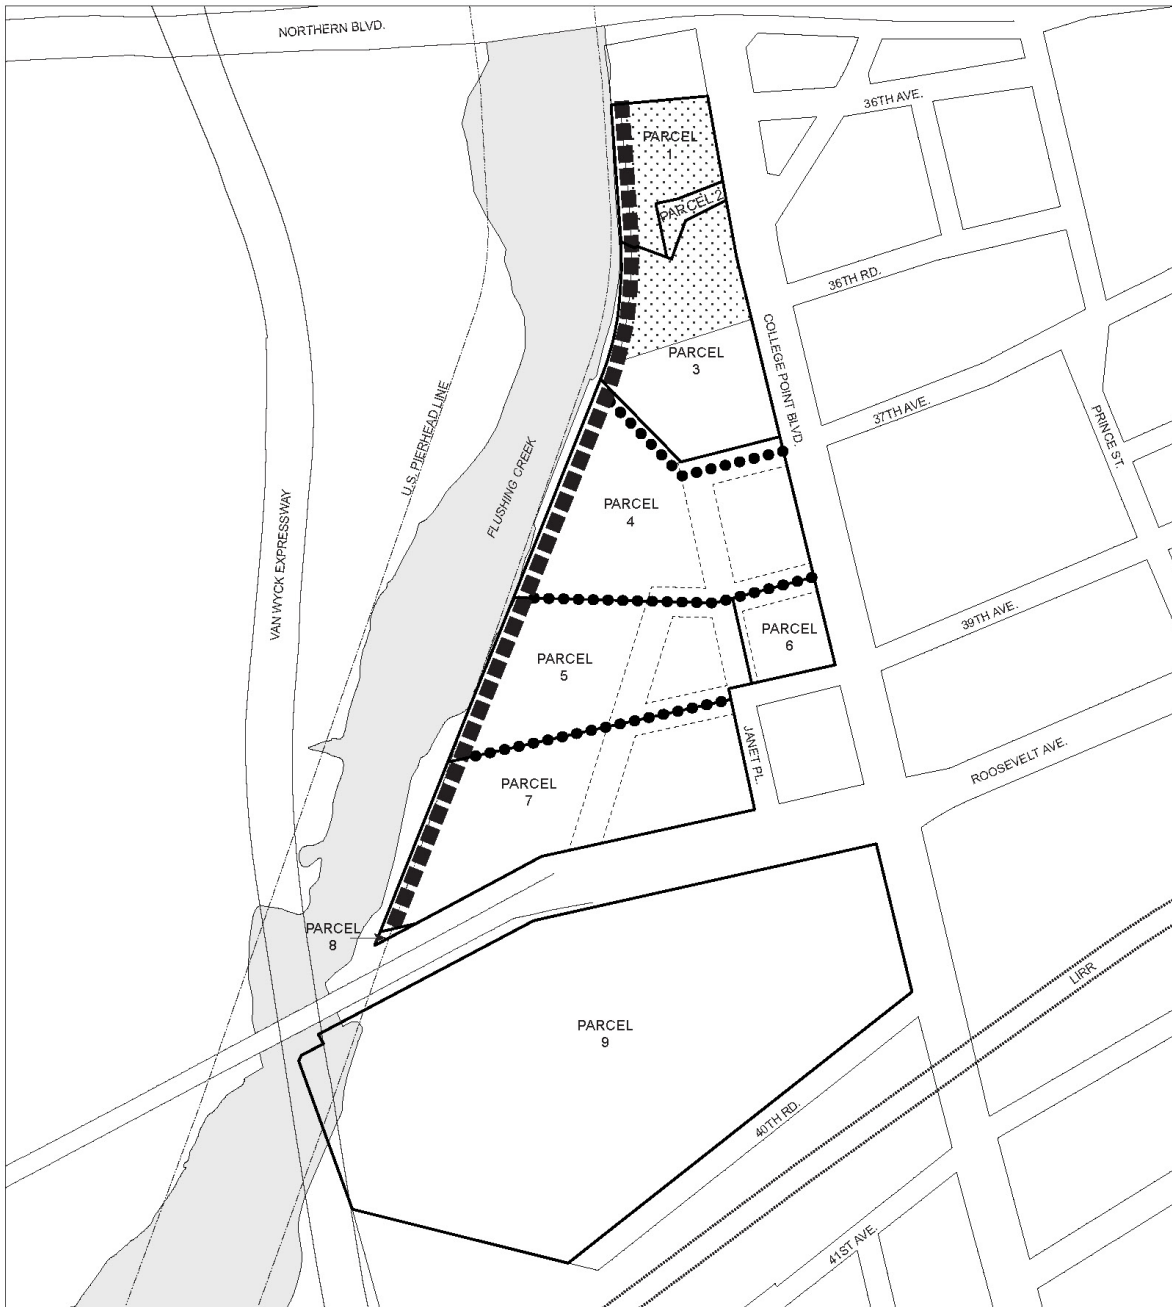 NORTHERN BLVD.
36TH AVE.
PARCEL
1
PARCEL 2
36TH RD.
COLLEGE POINT BLVD.
PARCEL
3
U.S. PIERHEAD LINE
37TH AVE.
PRINCE ST.
FLUSHING CREEK
VAN WYCK EXPRESSWAY
PARCEL
4
39TH AVE.
PARCEL
6
PARCEL
5
JANET PL.
ROOSEVELT AVE.
PARCEL
7
PARCEL
8
LIRR
PARCEL
9
40TH RD.
41ST AVE.